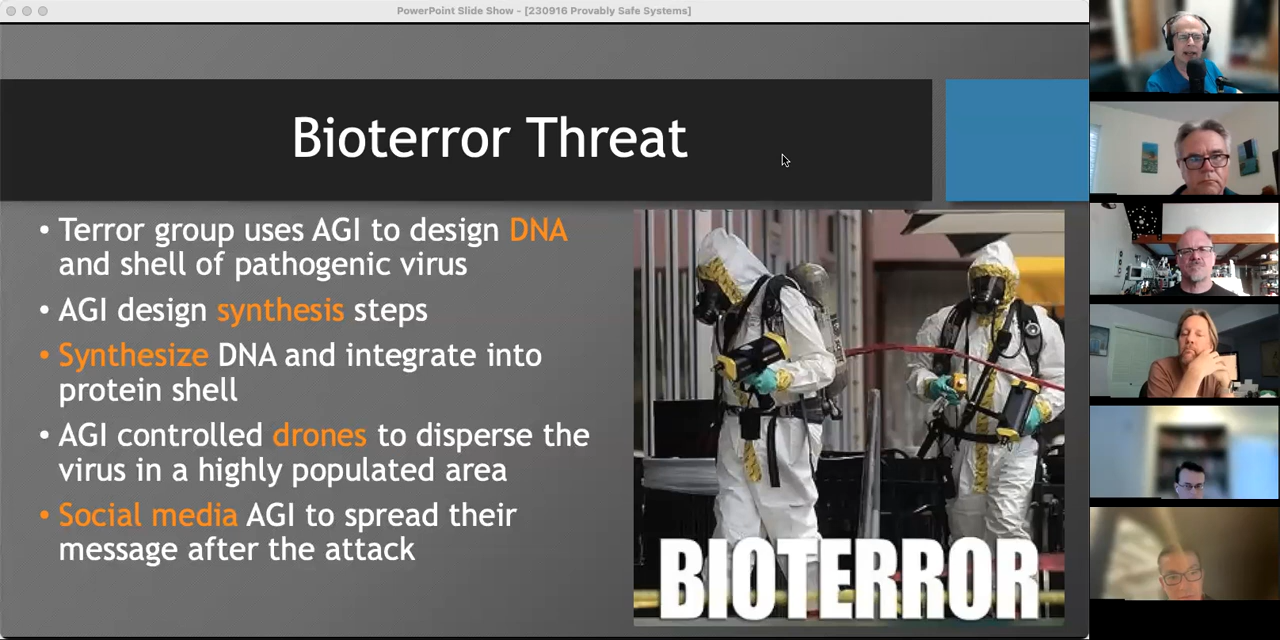 PowerPoint Slide Show - [230916 Provably Safe Systems]
Bioterror Threat
• Terror group uses AGI to design DNA
and shell of pathogenic virus
• AGI design synthesis steps
• Synthesize DNA and integrate into
protein shell
• AGI controlled drones to disperse the
virus in a highly populated area
• Social media AGI to spread their
message after the attack
BIOTERROR